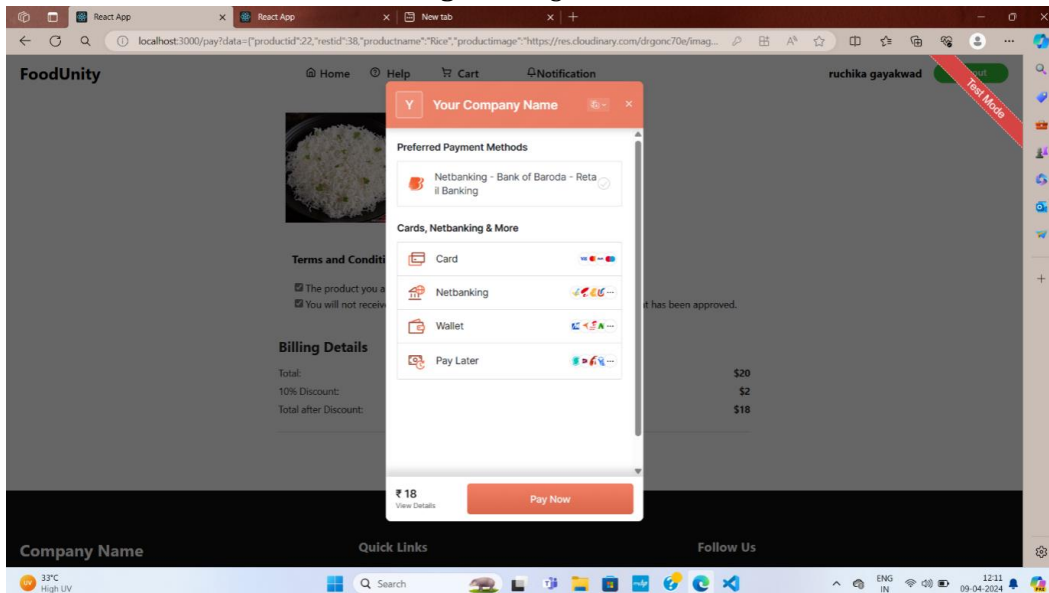 React App
React App
New tab
localhost:3000/pay?data={"productid":22,"restid":38,"productname":"Rice","productimage":"https://res.cloudinary.com/drgonc70e/imag...
FoodUnity
Home
Help
Cart
Notification
ruchika gayakwad
Test Mode
Y
Your Company Name
Preferred Payment Methods
Netbanking - Bank of Baroda - Reta
il Banking
Cards, Netbanking & More
Card
Netbanking
Wallet
Pay Later
Terms and Conditi
The product you a
You will not receiv
t has been approved.
Billing Details
Total:
$20
10% Discount:
$2
Total after Discount:
$18
₹ 18
View Details
Pay Now
Company Name
Quick Links
Follow Us
UV
33°C
High UV
Search
ENG
IN
12:11
09-04-2024